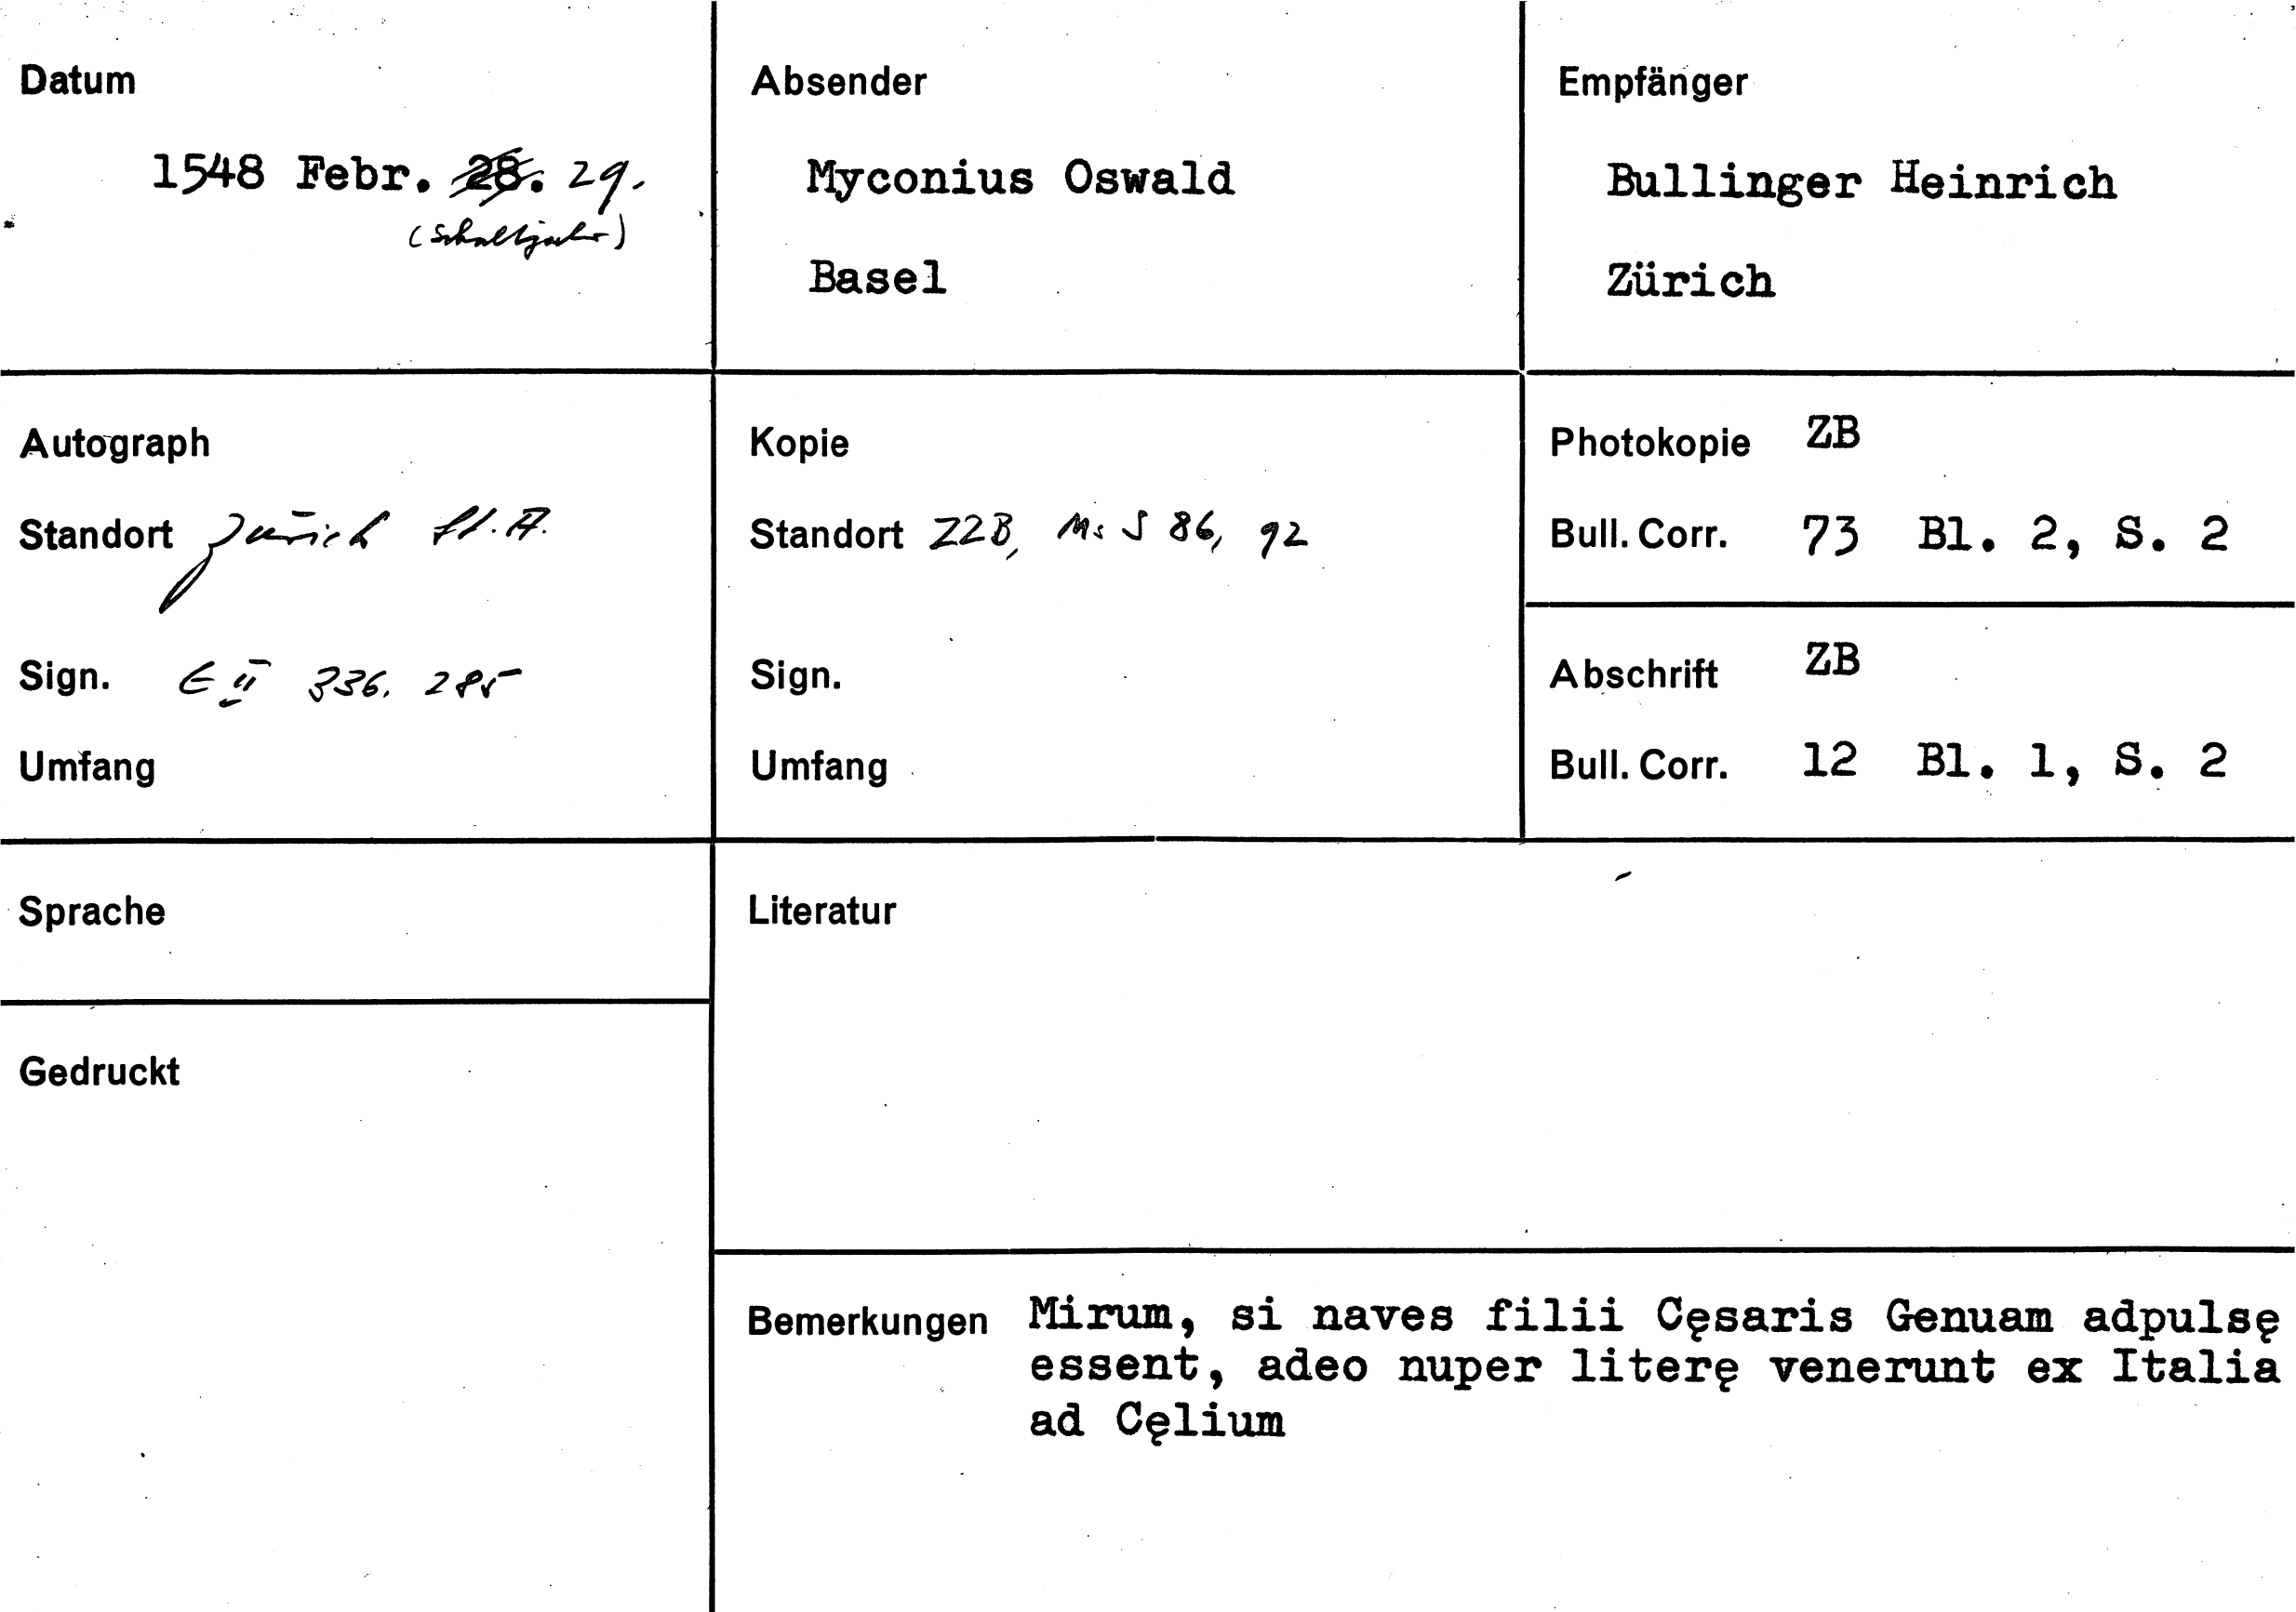 Datum
1548 Febr. 28. 29.
(Schaltjahr)
Absender
Myconius Oswald
Basel
Empfänger
Bullinger Heinrich
Zürich
Autograph
Standort Zürich St. A.
Sign. E II 336. 285
Umfang
Kopie
Standort ZZB, Ms S 86, 92
Sign.
Umfang
Photokopie ZB
Bull. Corr. 73 Bl. 2, S. 2
Abschrift ZB
Bull. Corr. 12 Bl. 1, S. 2
Sprache
Gedruckt
Literatur
Bemerkungen Mirum, si naves filii Cęsaris Genuam adpulsę
essent, adeo nuper literę venerunt ex Italia
ad Cęlium